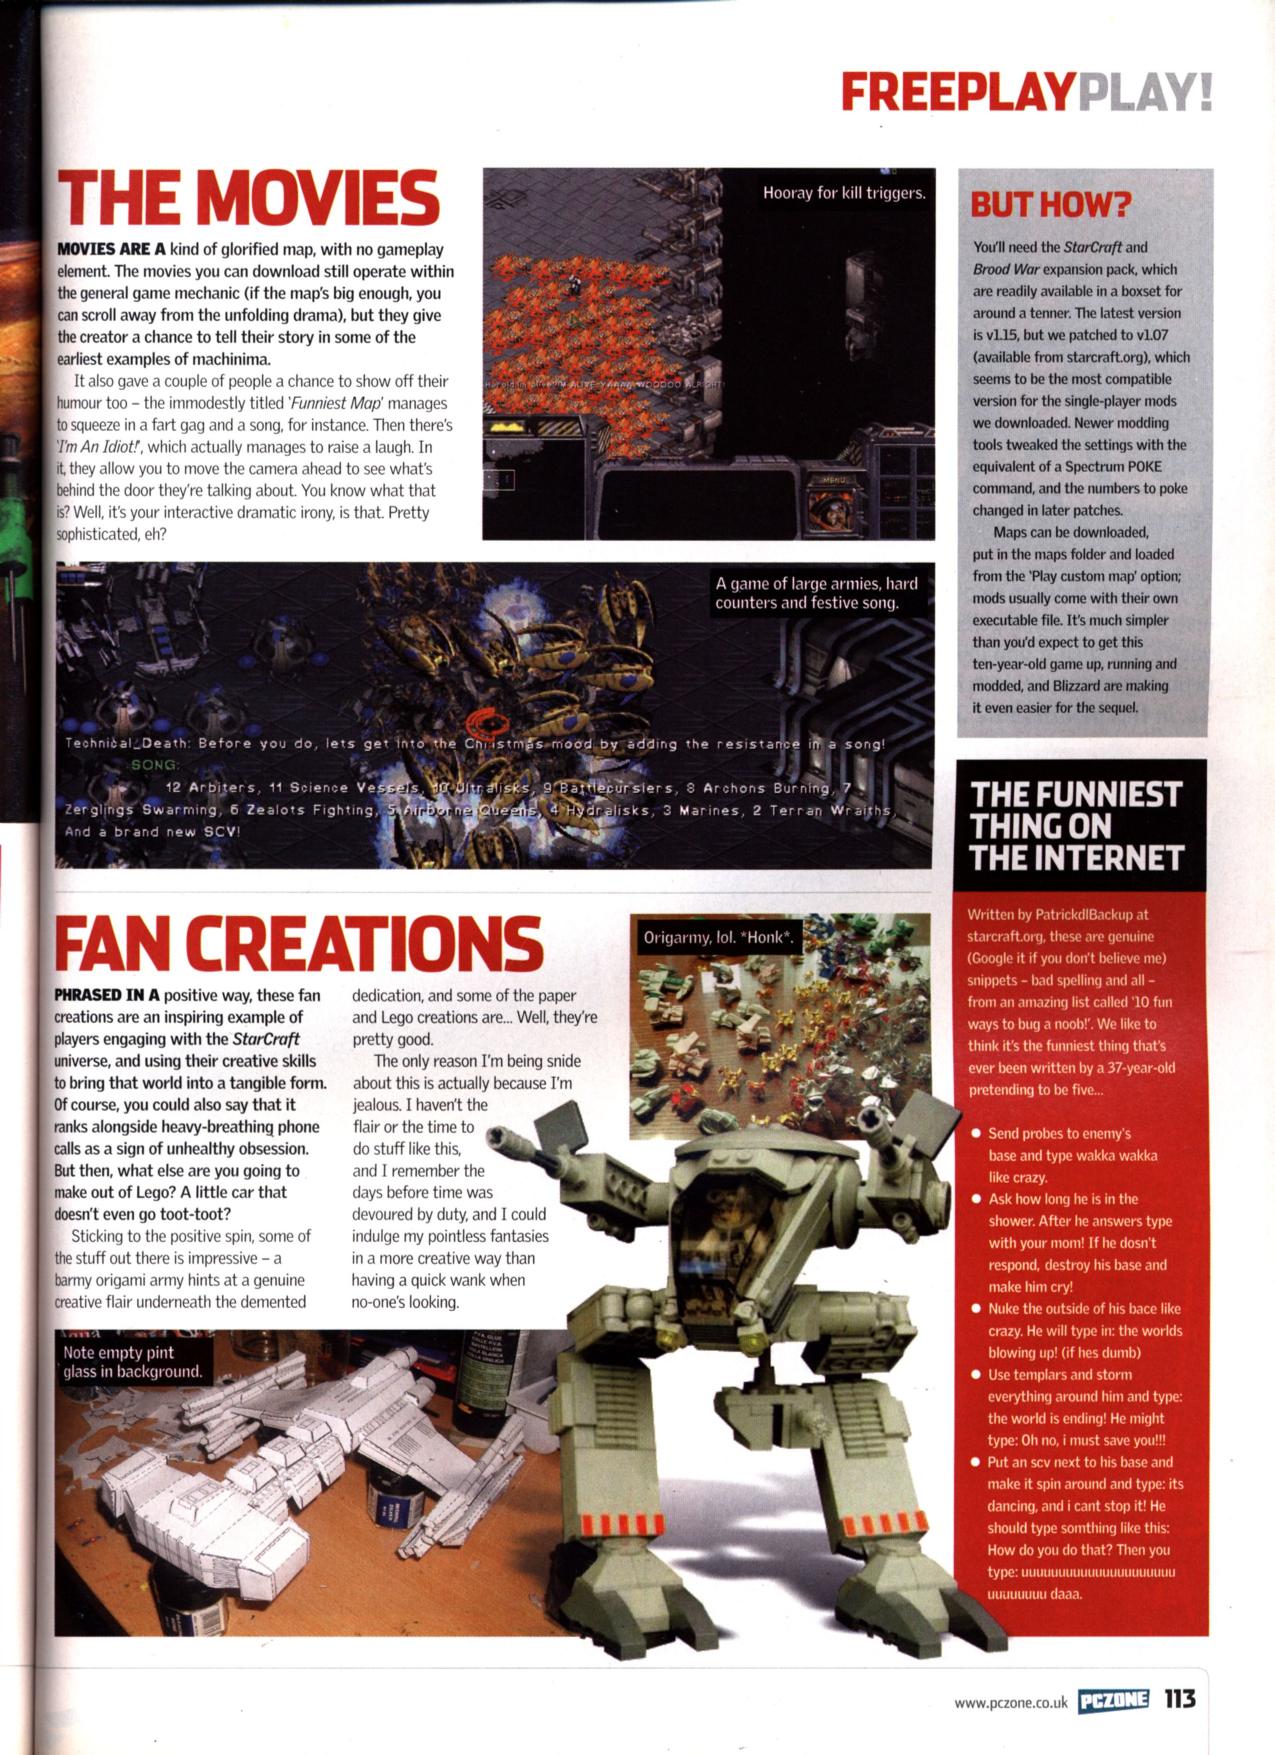 FREEPLAYPLAY!
THE MOVIES
MOVIES ARE A kind of glorified map, with no gameplay
element. The movies you can download still operate within
the general game mechanic (if the map's big enough, you
can scroll away from the unfolding drama), but they give
the creator a chance to tell their story in some of the
earliest examples of machinima.
It also gave a couple of people a chance to show off their
humour too – the immodestly titled 'Funniest Map' manages
to squeeze in a fart gag and a song, for instance. Then there's
'I'm An Idiot!', which actually manages to raise a laugh. In
it, they allow you to move the camera ahead to see what's
behind the door they're talking about. You know what that
is? Well, it's your interactive dramatic irony, is that. Pretty
sophisticated, eh?
Hooray for kill triggers.
MENU
A game of large armies, hard
counters and festive song.
Technical_Death: Before you do, lets get into the Christmas mood by adding the resistance in a song!
SONG:
12 Arbiters, 11 Science Vessels, 10 Ultralisks, 9 Battlecursiers, 8 Archons Burning, 7
Zerglings Swarming, 6 Zealots Fighting, 5 Airborne Queens, 4 Hydralisks, 3 Marines, 2 Terran Wraiths,
And a brand new SCV!
FAN CREATIONS
PHRASED IN A positive way, these fan
creations are an inspiring example of
players engaging with the StarCraft
universe, and using their creative skills
to bring that world into a tangible form.
Of course, you could also say that it
ranks alongside heavy-breathing phone
calls as a sign of unhealthy obsession.
But then, what else are you going to
make out of Lego? A little car that
doesn't even go toot-toot?
Sticking to the positive spin, some of
the stuff out there is impressive – a
barmy origami army hints at a genuine
creative flair underneath the demented
dedication, and some of the paper
and Lego creations are... Well, they're
pretty good.
The only reason I'm being snide
about this is actually because I'm
jealous. I haven't the
flair or the time to
do stuff like this,
and I remember the
days before time was
devoured by duty, and I could
indulge my pointless fantasies
in a more creative way than
having a quick wank when
no-one's looking.
Origarmy, lol. *Honk*.
Note empty pint
glass in background.
BUT HOW?
You'll need the StarCraft and
Brood War expansion pack, which
are readily available in a boxset for
around a tenner. The latest version
is v1.15, but we patched to v1.07
(available from starcraft.org), which
seems to be the most compatible
version for the single-player mods
we downloaded. Newer modding
tools tweaked the settings with the
equivalent of a Spectrum POKE
command, and the numbers to poke
changed in later patches.
Maps can be downloaded,
put in the maps folder and loaded
from the 'Play custom map' option;
mods usually come with their own
executable file. It's much simpler
than you'd expect to get this
ten-year-old game up, running and
modded, and Blizzard are making
it even easier for the sequel.
THE FUNNIEST
THING ON
THE INTERNET
Written by PatrickdlBackup at
starcraft.org, these are genuine
(Google it if you don't believe me)
snippets – bad spelling and all –
from an amazing list called '10 fun
ways to bug a noob!'. We like to
think it's the funniest thing that's
ever been written by a 37-year-old
pretending to be five...
● Send probes to enemy's
base and type wakka wakka
like crazy.
● Ask how long he is in the
shower. After he answers type
with your mom! If he dosn't
respond, destroy his base and
make him cry!
● Nuke the outside of his bace like
crazy. He will type in: the worlds
blowing up! (if hes dumb)
● Use templars and storm
everything around him and type:
the world is ending! He might
type: Oh no, i must save you!!!
● Put an scv next to his base and
make it spin around and type: its
dancing, and i cant stop it! He
should type somthing like this:
How do you do that? Then you
type: uuuuuuuuuuuuuuuuuuuuu
uuuuuuuu daaa.
www.pczone.co.uk PCZONE 113